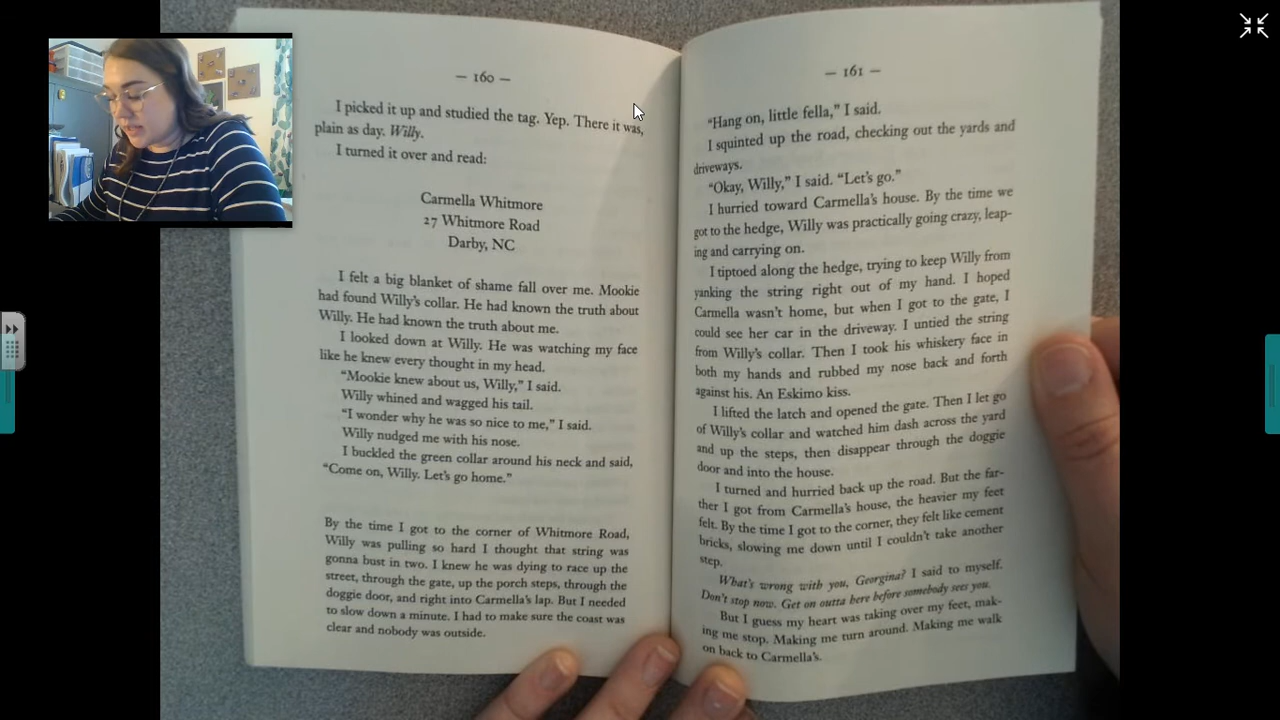 — 160 —
I picked it up and studied the tag. Yep. There it was,
plain as day. Willy.
I turned it over and read:
Carmella Whitmore
27 Whitmore Road
Darby, NC
I felt a big blanket of shame fall over me. Mookie
had found Willy's collar. He had known the truth about
Willy. He had known the truth about me.
I looked down at Willy. He was watching my face
like he knew every thought in my head.
“Mookie knew about us, Willy,” I said.
Willy whined and wagged his tail.
“I wonder why he was so nice to me,” I said.
Willy nudged me with his nose.
I buckled the green collar around his neck and said,
“Come on, Willy. Let's go home.”
By the time I got to the corner of Whitmore Road,
Willy was pulling so hard I thought that string was
gonna bust in two. I knew he was dying to race up the
street, through the gate, up the porch steps, through the
doggie door, and right into Carmella's lap. But I needed
to slow down a minute. I had to make sure the coast was
clear and nobody was outside.
— 161 —
“Hang on, little fella,” I said.
I squinted up the road, checking out the yards and
driveways.
“Okay, Willy,” I said. “Let's go.”
I hurried toward Carmella's house. By the time we
got to the hedge, Willy was practically going crazy, leap-
ing and carrying on.
I tiptoed along the hedge, trying to keep Willy from
yanking the string right out of my hand. I hoped
Carmella wasn't home, but when I got to the gate, I
could see her car in the driveway. I untied the string
from Willy's collar. Then I took his whiskery face in
both my hands and rubbed my nose back and forth
against his. An Eskimo kiss.
I lifted the latch and opened the gate. Then I let go
of Willy's collar and watched him dash across the yard
and up the steps, then disappear through the doggie
door and into the house.
I turned and hurried back up the road. But the far-
ther I got from Carmella's house, the heavier my feet
felt. By the time I got to the corner, they felt like cement
bricks, slowing me down until I couldn't take another
step.
What's wrong with you, Georgina? I said to myself.
Don't stop now. Get on outta here before somebody sees you.
But I guess my heart was taking over my feet, mak-
ing me stop. Making me turn around. Making me walk
on back to Carmella's.